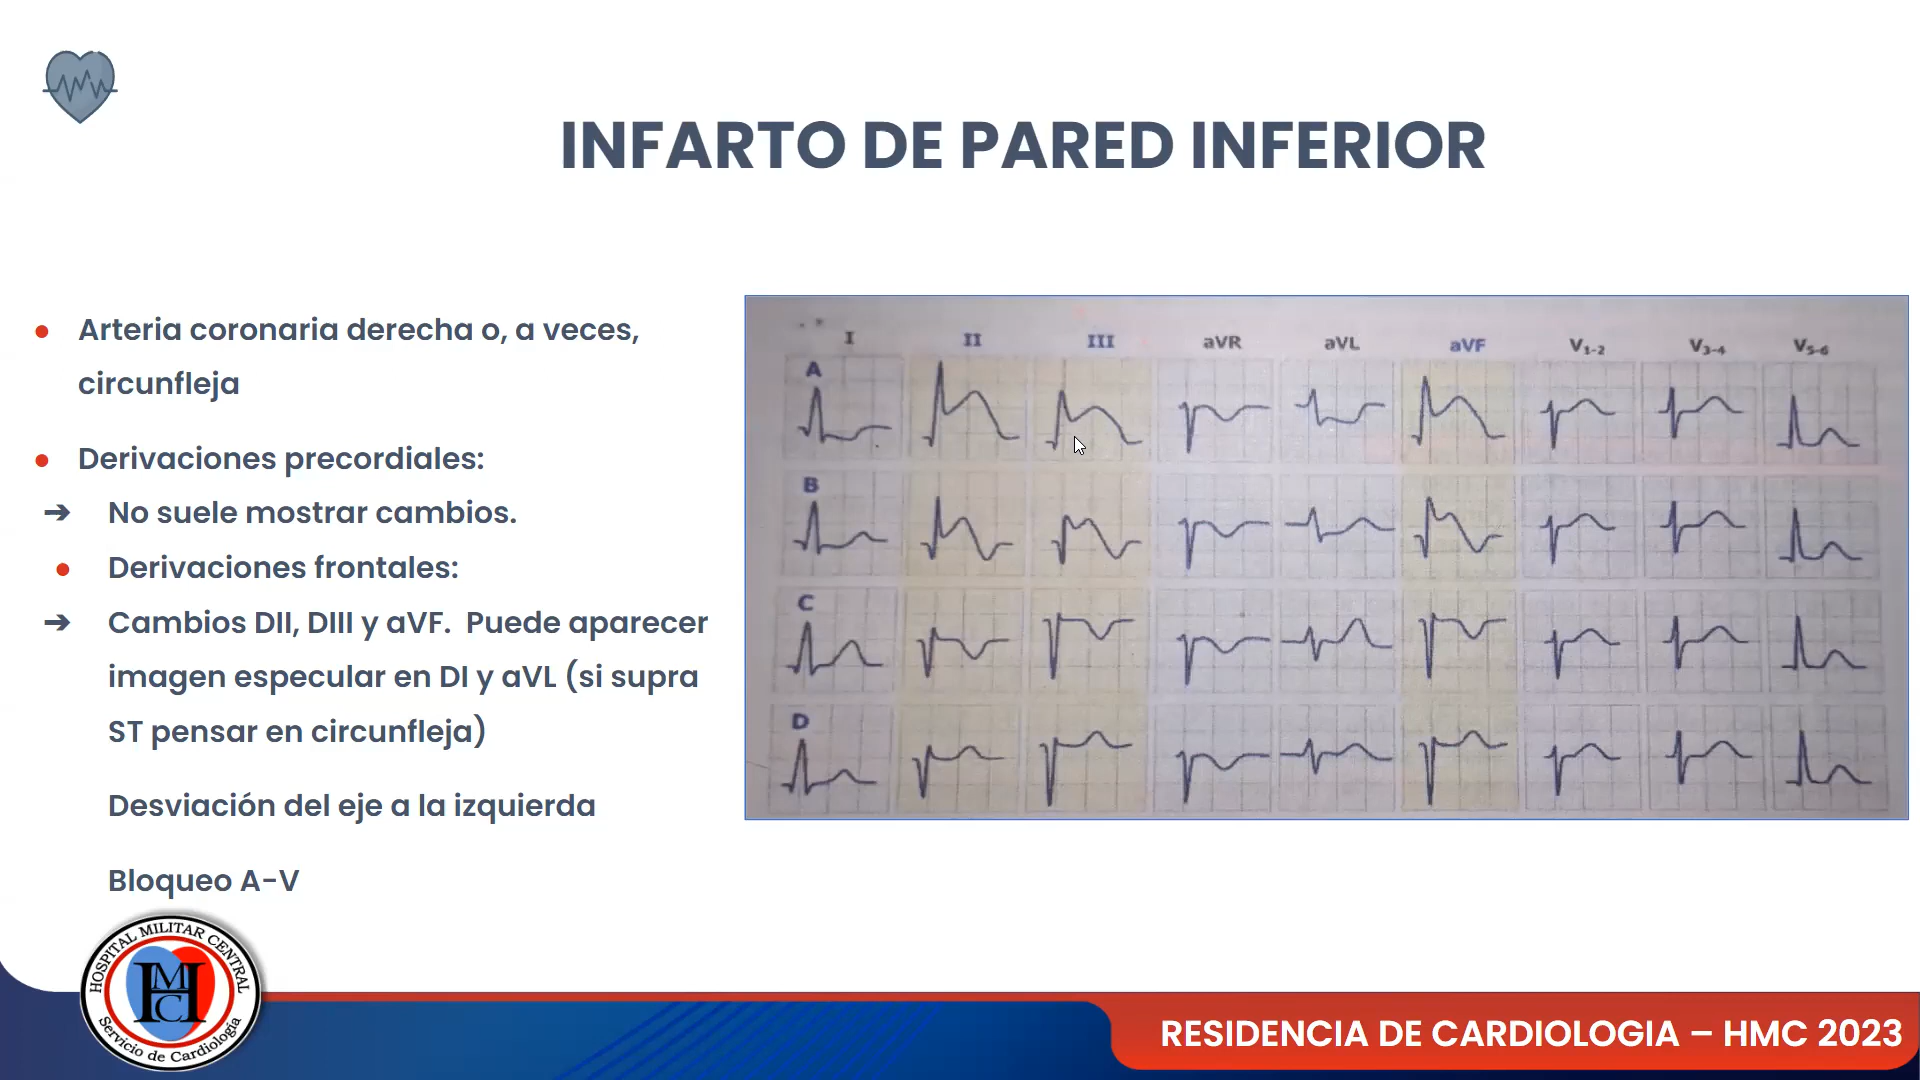 INFARTO DE PARED INFERIOR
● Arteria coronaria derecha o, a veces,
circunfleja
● Derivaciones precordiales:
➔ No suele mostrar cambios.
● Derivaciones frontales:
➔ Cambios DII, DIII y aVF. Puede aparecer
imagen especular en DI y aVL (si supra
ST pensar en circunfleja)
Desviación del eje a la izquierda
Bloqueo A-V
I II III aVR aVL aVF V1-2 V3-4 V5-6
A
B
C
D
HOSPITAL MILITAR CENTRAL
HMC
Servicio de Cardiología
RESIDENCIA DE CARDIOLOGIA – HMC 2023